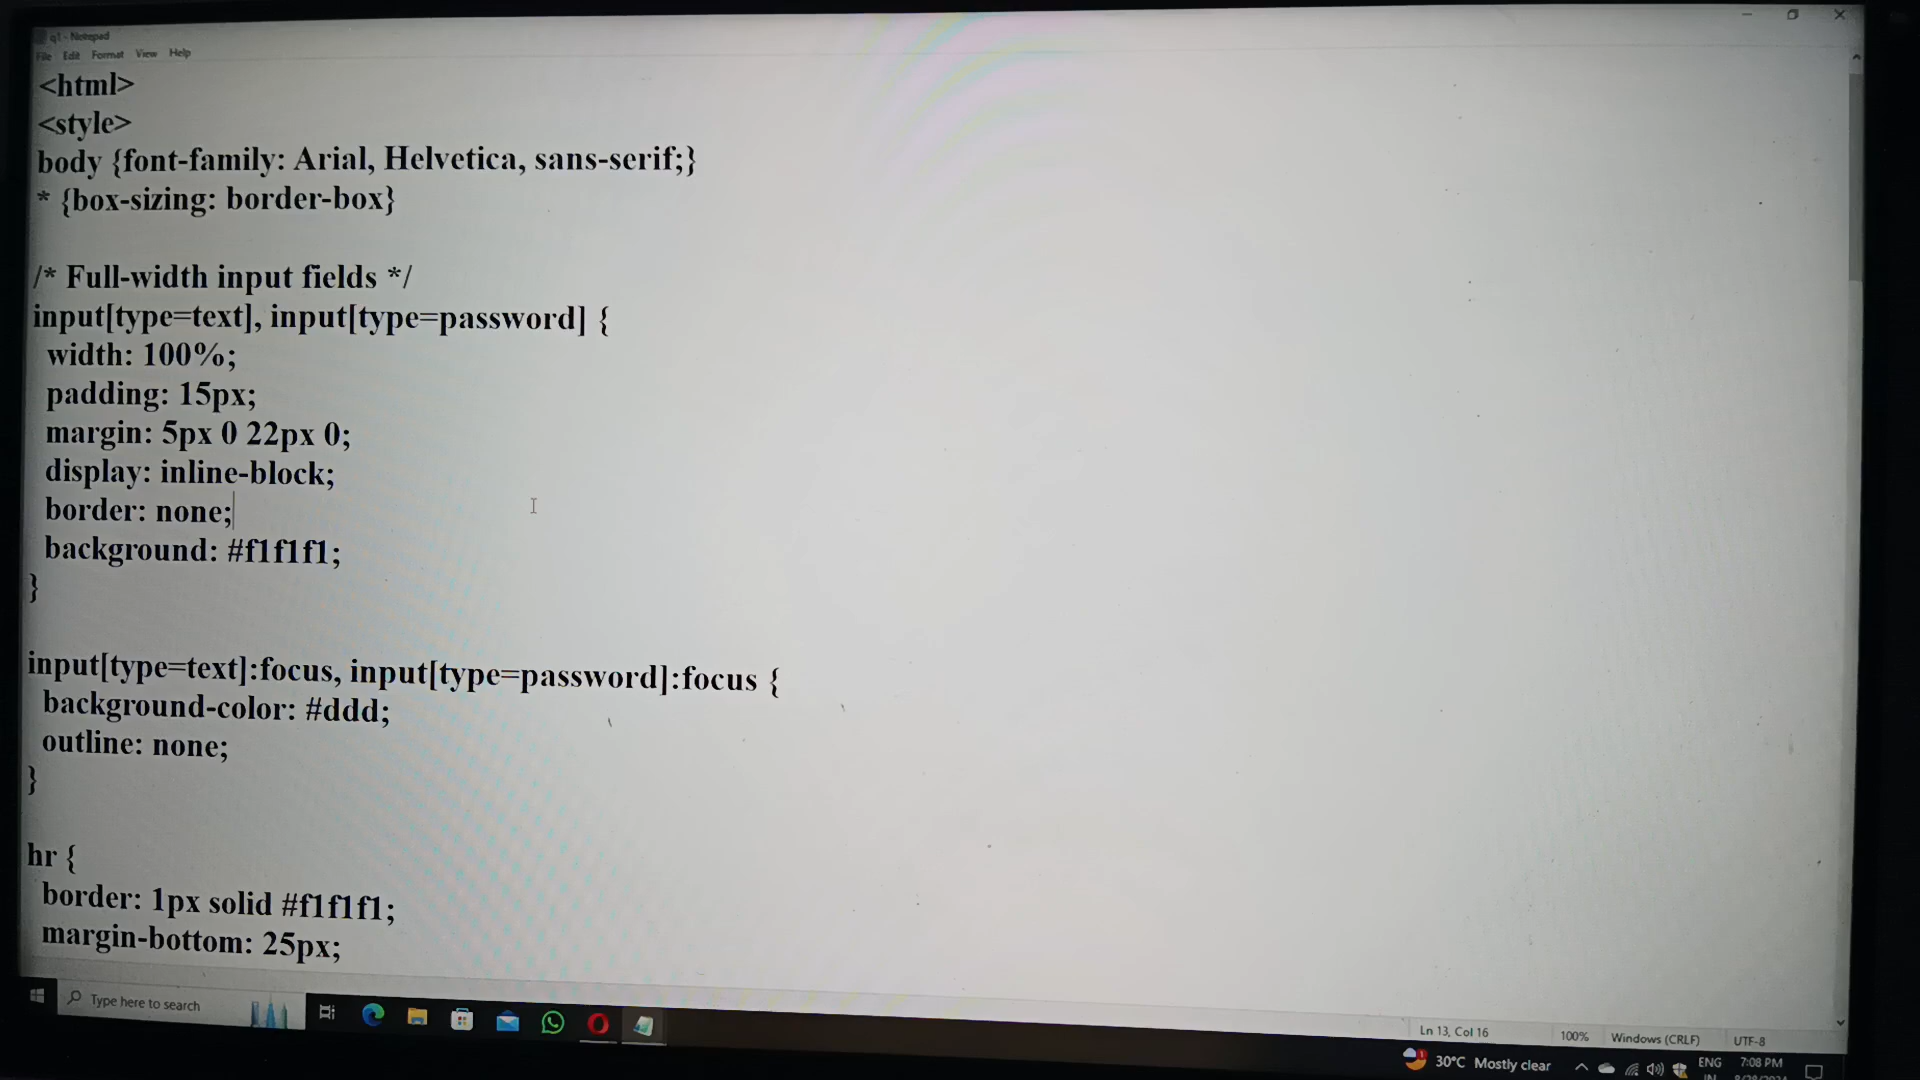 q1 - Notepad
File Edit Format View Help
<html>
<style>
body {font-family: Arial, Helvetica, sans-serif;}
* {box-sizing: border-box}
/* Full-width input fields */
input[type=text], input[type=password] {
width: 100%;
padding: 15px;
margin: 5px 0 22px 0;
display: inline-block;
border: none;
background: #f1f1f1;
}
input[type=text]:focus, input[type=password]:focus {
background-color: #ddd;
outline: none;
}
hr {
border: 1px solid #f1f1f1;
margin-bottom: 25px;
Ln 13, Col 16 100% Windows (CRLF) UTF-8
Type here to search
30°C Mostly clear ENG 7:08 PM
IN